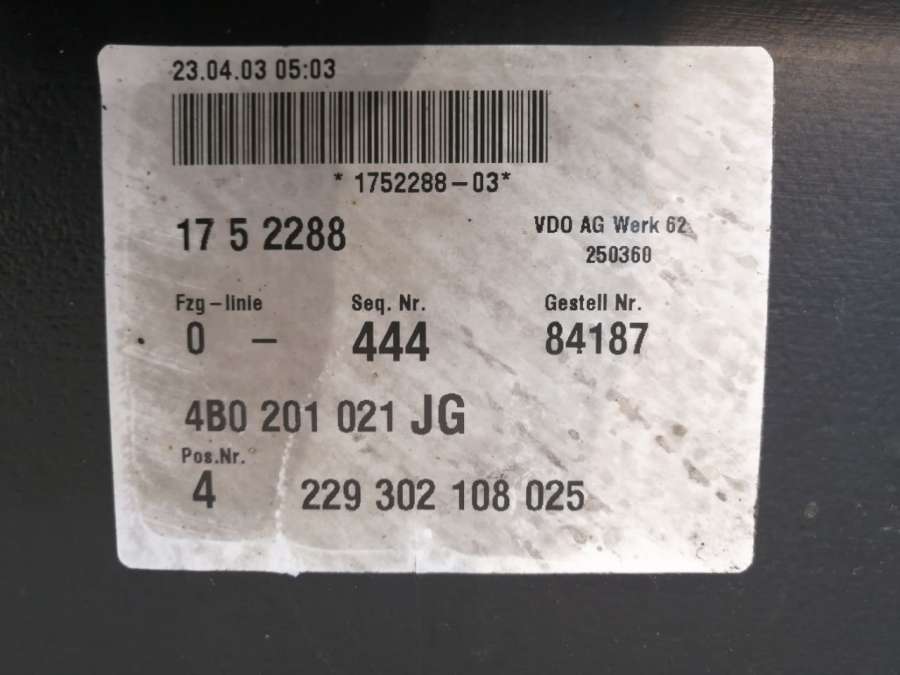 23.04.03 05:03
* 1752288-03*
17 5 2288
VDO AG Werk 62
250360
Fzg-linie Seq. Nr. Gestell Nr.
0 - 444 84187
4B0 201 021 JG
Pos.Nr.
4 229 302 108 025